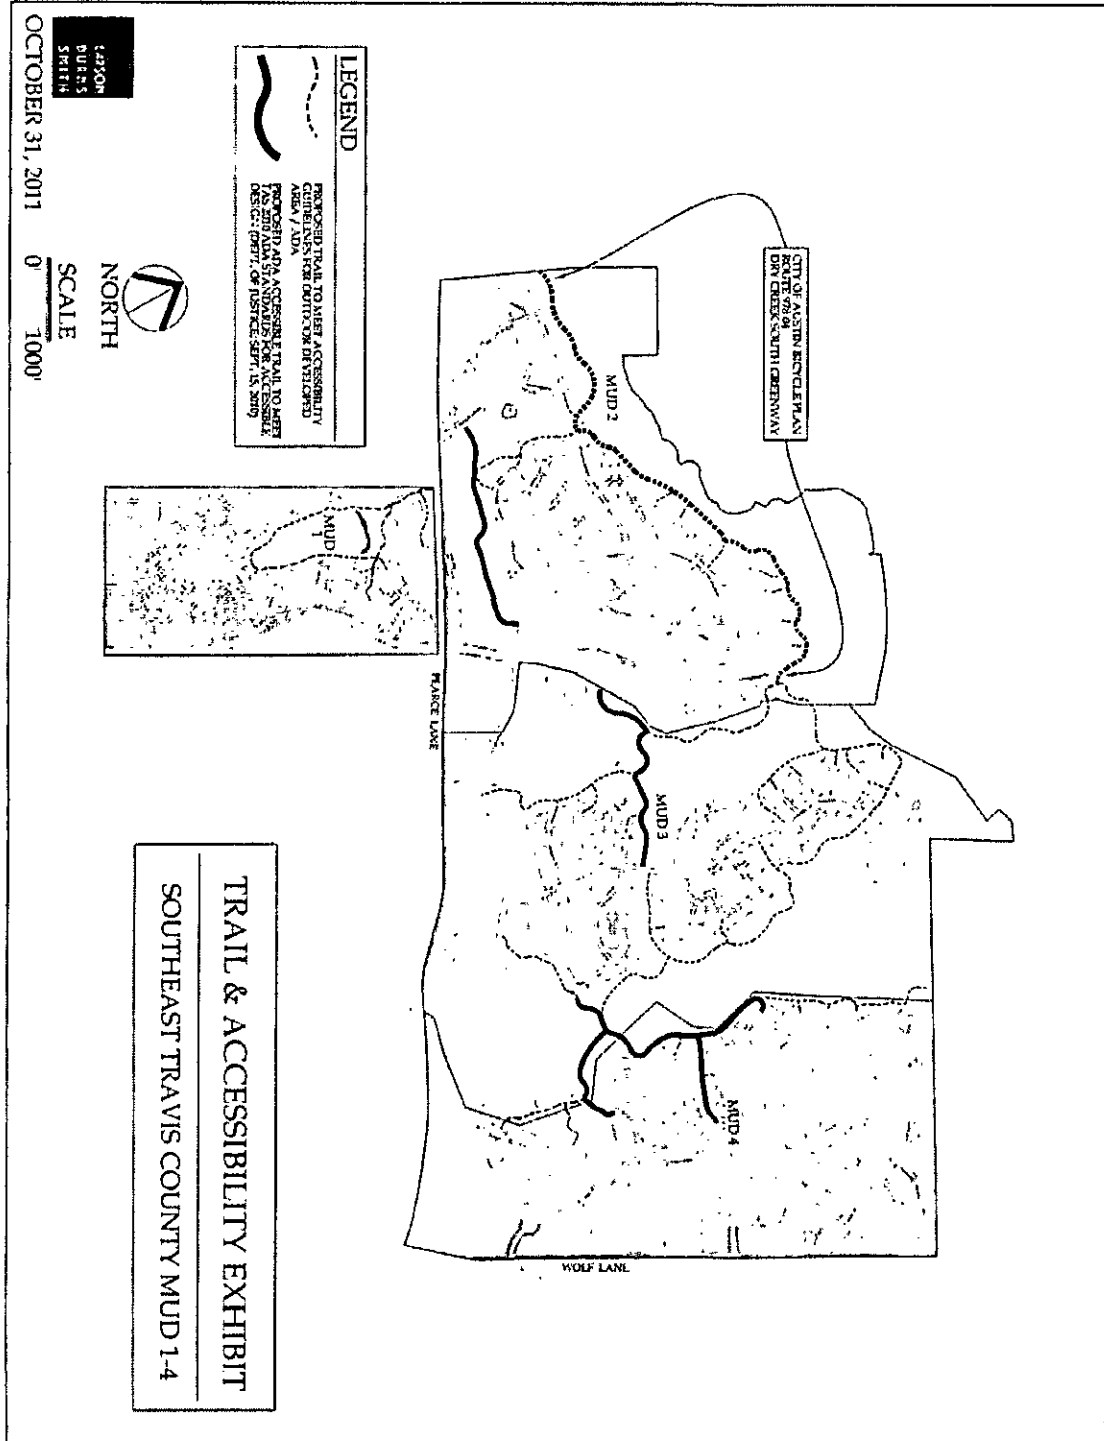 CITY OF AUSTIN BICYCLE PLAN
DRY CREEK SOUTH GREENWAY
MUD 2
MUD 3
MUD 4
MUD
1
PEARCE LANE
WOLF LANE
LEGEND
PROPOSED TRAIL TO MEET ACCESSIBILITY
GUIDELINES FOR OUTDOOR DEVELOPED
AREA / ADA
PROPOSED ADA ACCESSIBLE TRAIL TO MEET
2010 ADA STANDARDS FOR ACCESSIBLE
DESIGN (DEPT. OF JUSTICE SEPT. 15, 2010)
NORTH
SCALE
0' 1000'
BURNS
SMITH
OCTOBER 31, 2011
TRAIL & ACCESSIBILITY EXHIBIT
SOUTHEAST TRAVIS COUNTY MUD 1-4